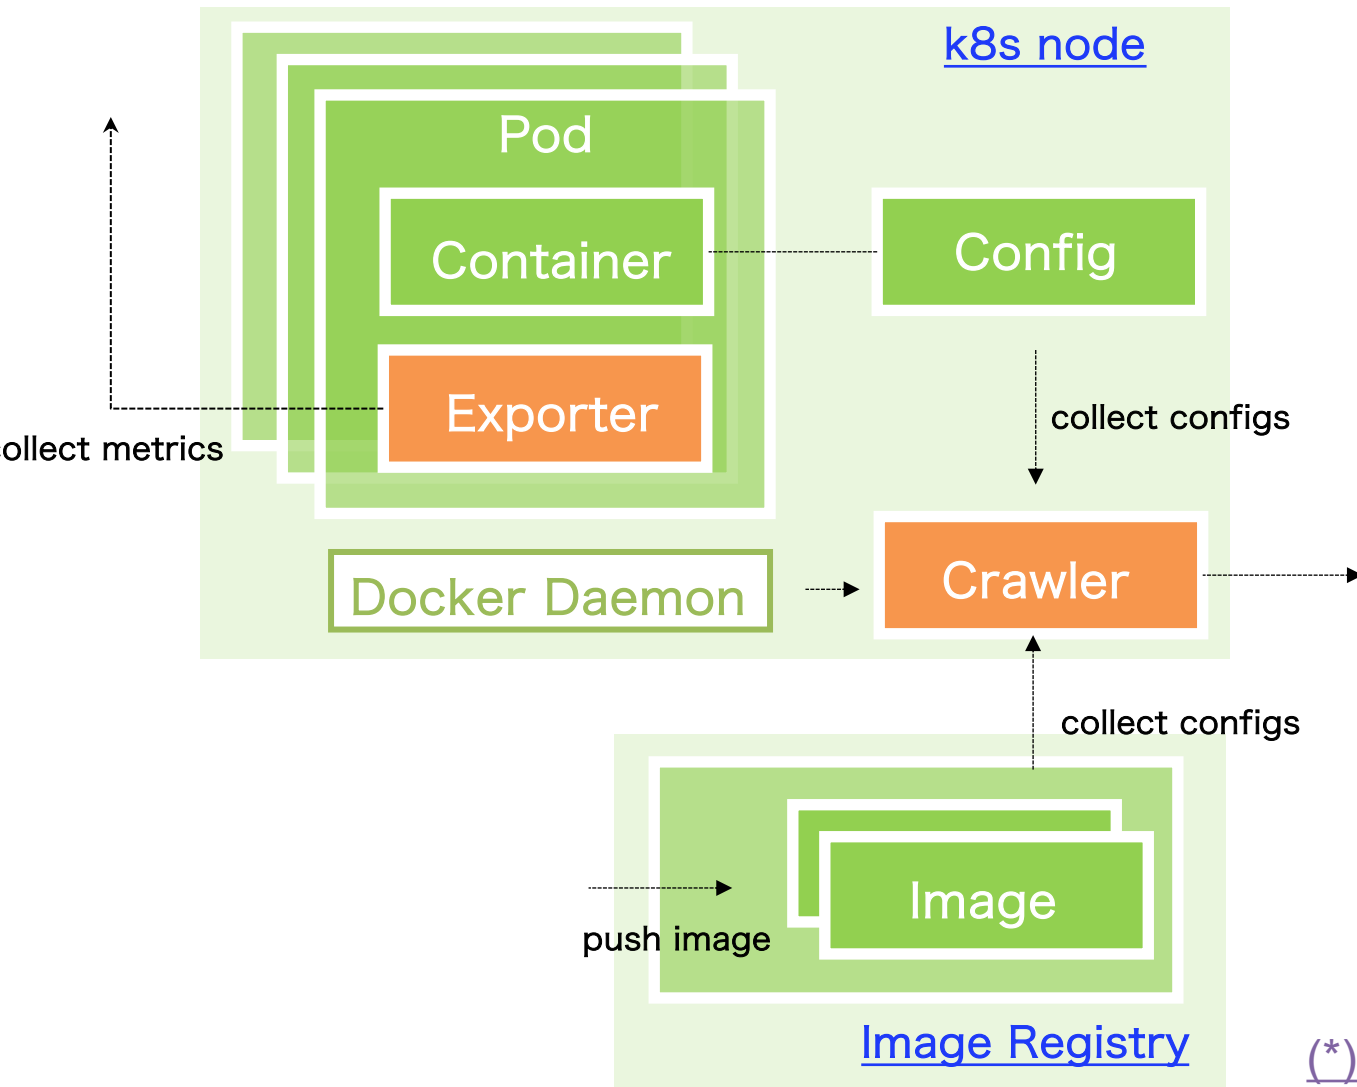 k8s node
Pod
Container
Config
Exporter
collect configs
ollect metrics
Crawler
Docker Daemon
collect configs
Image
push image
Image Registry
(*)